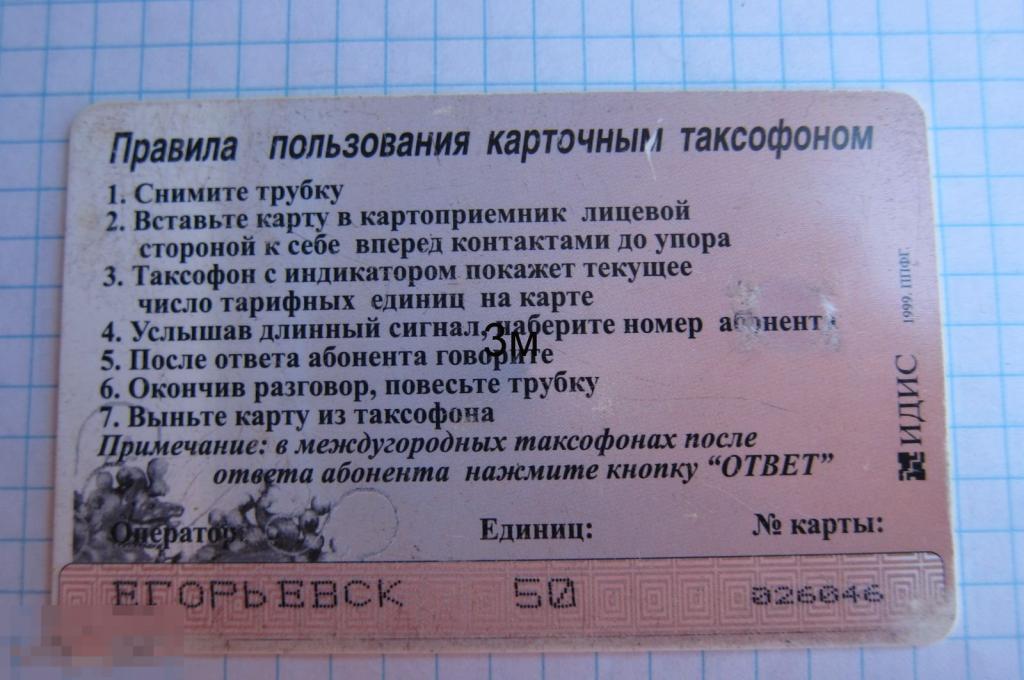 Правила пользования карточным таксофоном
1. Снимите трубку
2. Вставьте карту в картоприемник лицевой
стороной к себе вперед контактами до упора
3. Таксофон с индикатором покажет текущее
число тарифных единиц на карте
4. Услышав длинный сигнал, наберите номер абонента
5. После ответа абонента говорите
6. Окончив разговор, повесьте трубку
7. Выньте карту из таксофона
Примечание: в междугородных таксофонах после
ответа абонента нажмите кнопку “ОТВЕТ”
Оператор: Единиц: № карты:
ЕГОРЬЕВСК 50 026046
ИДИС
1999. ППФГ.
3м